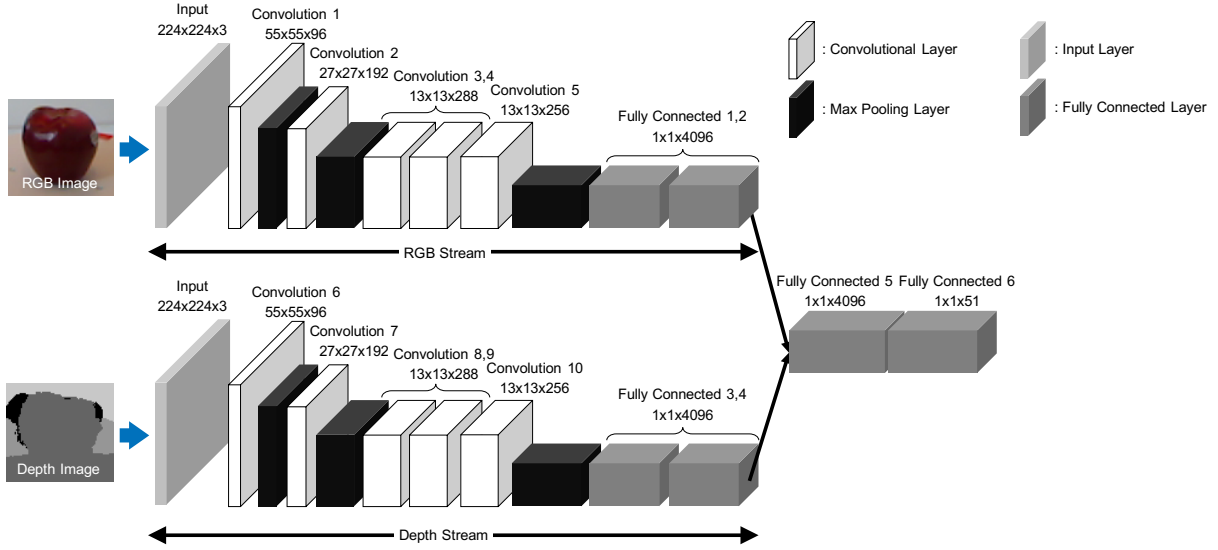 Input
224x224x3
Convolution 1
55x55x96
Convolution 2
27x27x192
Convolution 3,4
13x13x288
Convolution 5
13x13x256
Fully Connected 1,2
1x1x4096
: Convolutional Layer
: Input Layer
: Max Pooling Layer
: Fully Connected Layer
RGB Image
RGB Stream
Input
224x224x3
Convolution 6
55x55x96
Convolution 7
27x27x192
Convolution 8,9
13x13x288
Convolution 10
13x13x256
Fully Connected 3,4
1x1x4096
Fully Connected 5
1x1x4096
Fully Connected 6
1x1x51
Depth Image
Depth Stream